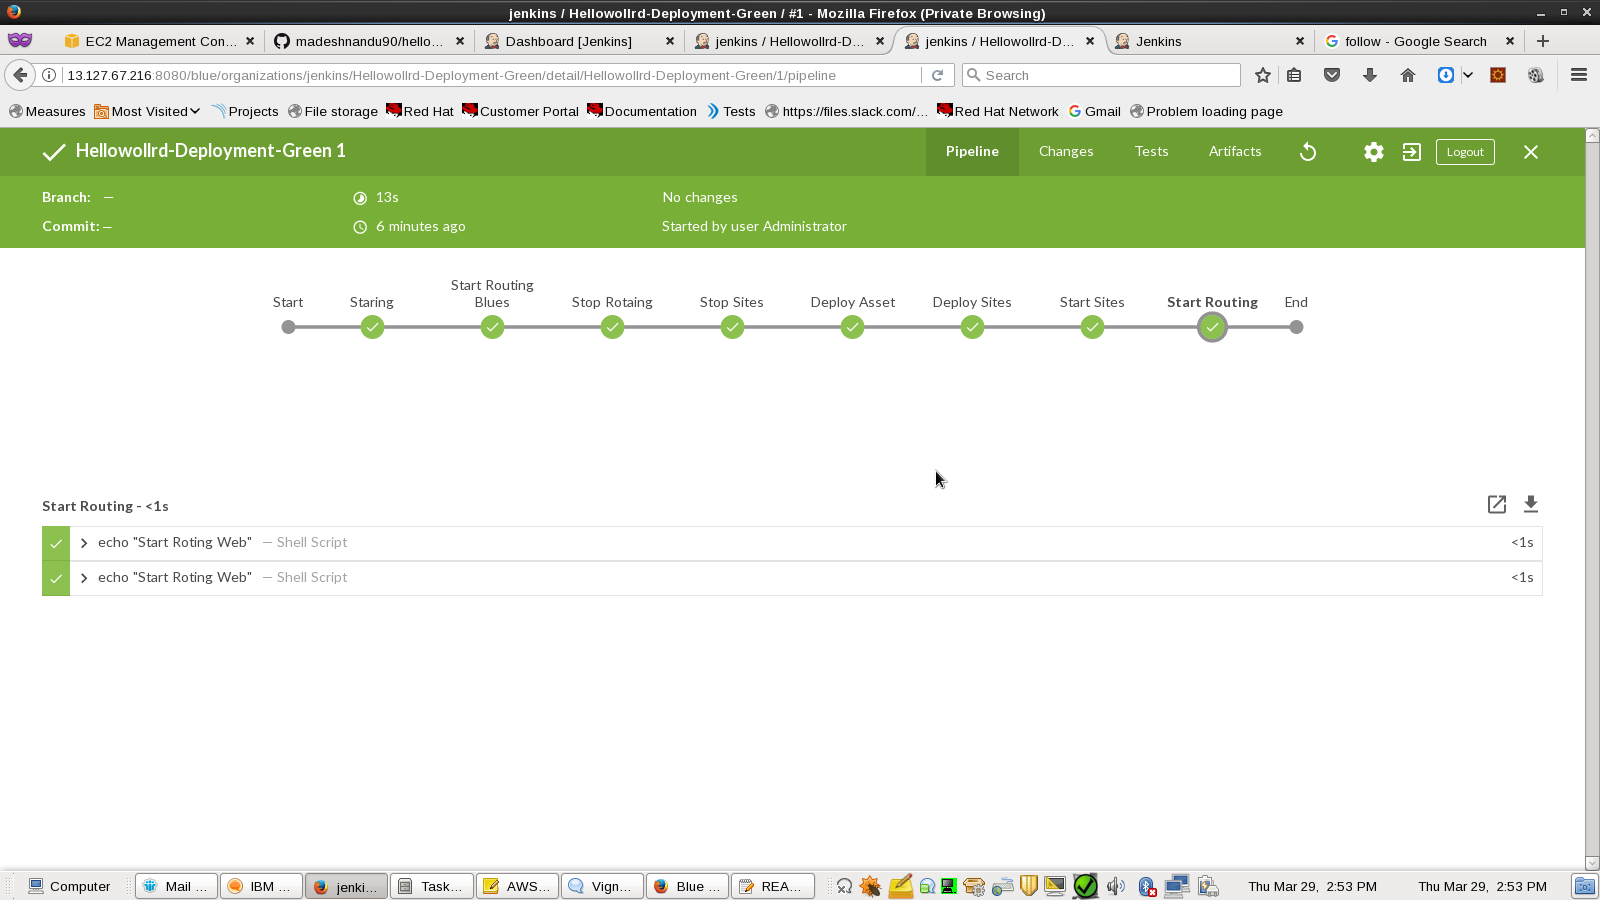 jenkins / Hellowollrd-Deployment-Green / #1 - Mozilla Firefox (Private Browsing)
EC2 Management Con... madeshnandu90/hello... Dashboard [Jenkins] jenkins / Hellowollrd-D... jenkins / Hellowollrd-D... Jenkins follow - Google Search
13.127.67.216:8080/blue/organizations/jenkins/Hellowollrd-Deployment-Green/detail/Hellowollrd-Deployment-Green/1/pipeline Search
Measures Most Visited Projects File storage Red Hat Customer Portal Documentation Tests https://files.slack.com/... Red Hat Network Gmail Problem loading page
Hellowollrd-Deployment-Green 1 Pipeline Changes Tests Artifacts Logout
Branch: — 13s No changes
Commit: — 6 minutes ago Started by user Administrator
Start Staring Start Routing Blues Stop Rotaing Stop Sites Deploy Asset Deploy Sites Start Sites Start Routing End
Start Routing - <1s
echo "Start Roting Web" — Shell Script <1s
echo "Start Roting Web" — Shell Script <1s
Computer Mail ... IBM ... jenki... Task... AWS... Vign... Blue ... REA... Thu Mar 29, 2:53 PM Thu Mar 29, 2:53 PM